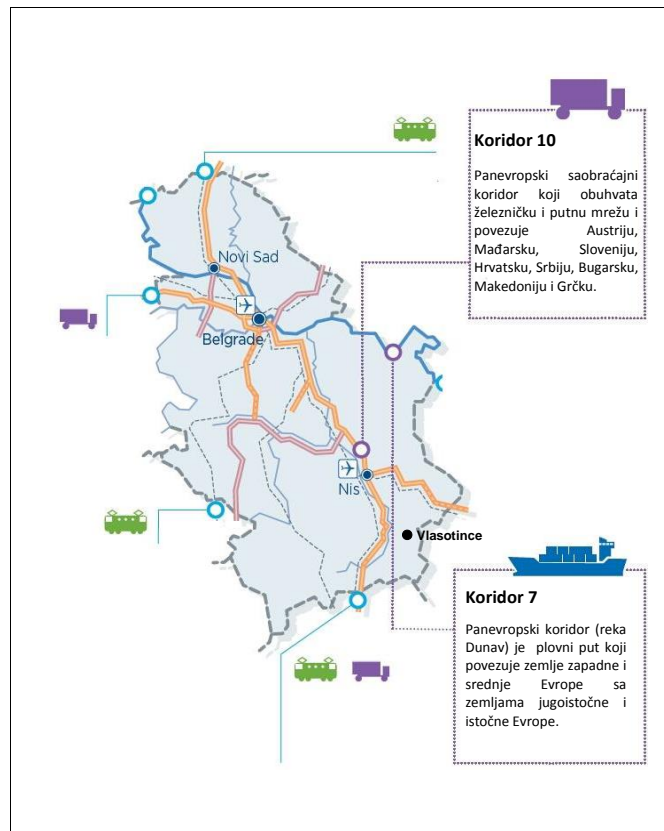 Koridor 10
Panevropski saobraćajni
koridor koji obuhvata
železničku i putnu mrežu i
povezuje Austriju,
Mađarsku, Sloveniju,
Hrvatsku, Srbiju, Bugarsku,
Makedoniju i Grčku.
Novi Sad
Belgrade
Nis
Vlasotince
Koridor 7
Panevropski koridor (reka
Dunav) je plovni put koji
povezuje zemlje zapadne i
srednje Evrope sa
zemljama jugoistočne i
istočne Evrope.